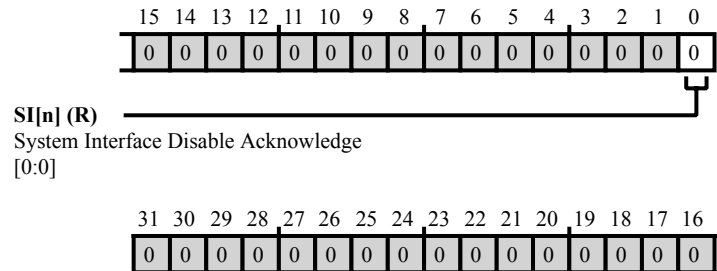 15 14 13 12 11 10 9 8 7 6 5 4 3 2 1 0
0 0 0 0 0 0 0 0 0 0 0 0 0 0 0 0
SI[n] (R)
System Interface Disable Acknowledge
[0:0]
31 30 29 28 27 26 25 24 23 22 21 20 19 18 17 16
0 0 0 0 0 0 0 0 0 0 0 0 0 0 0 0